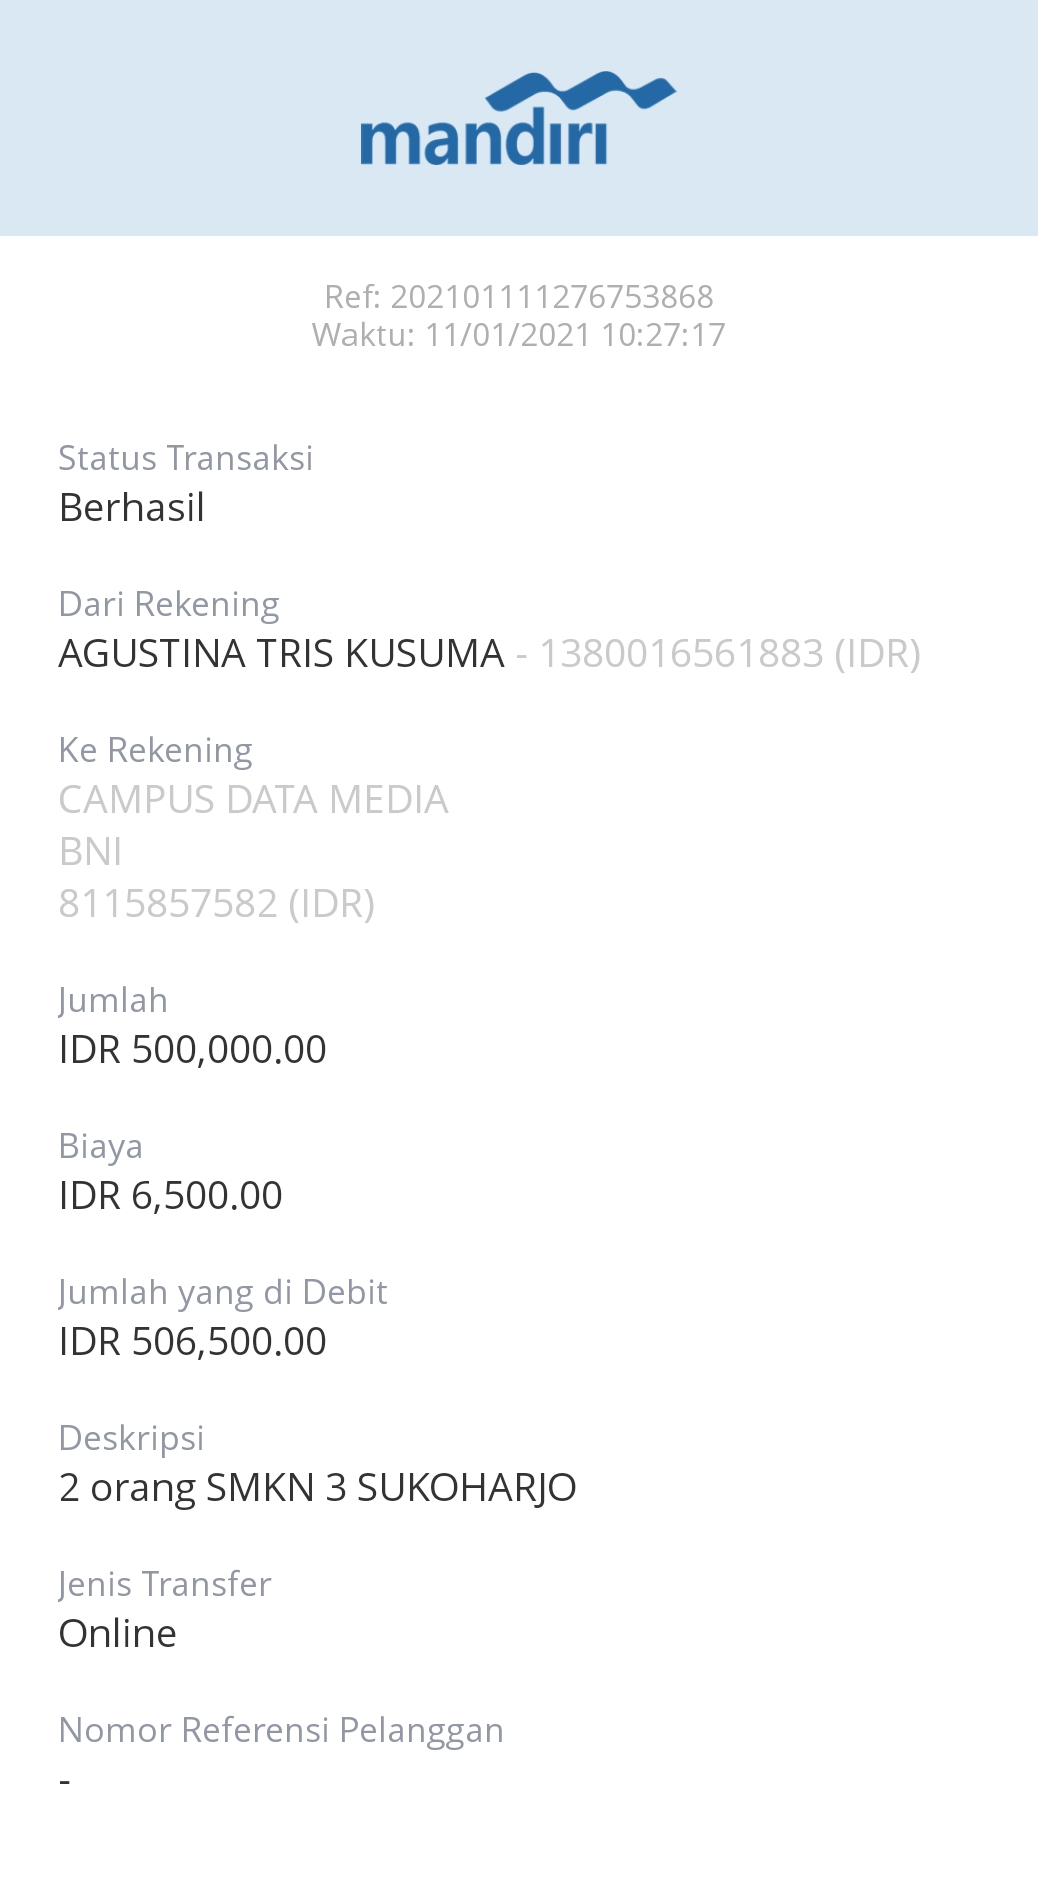 mandiri
Ref: 202101111276753868
Waktu: 11/01/2021 10:27:17
Status Transaksi
Berhasil
Dari Rekening
AGUSTINA TRIS KUSUMA - 1380016561883 (IDR)
Ke Rekening
CAMPUS DATA MEDIA
BNI
8115857582 (IDR)
Jumlah
IDR 500,000.00
Biaya
IDR 6,500.00
Jumlah yang di Debit
IDR 506,500.00
Deskripsi
2 orang SMKN 3 SUKOHARJO
Jenis Transfer
Online
Nomor Referensi Pelanggan
-